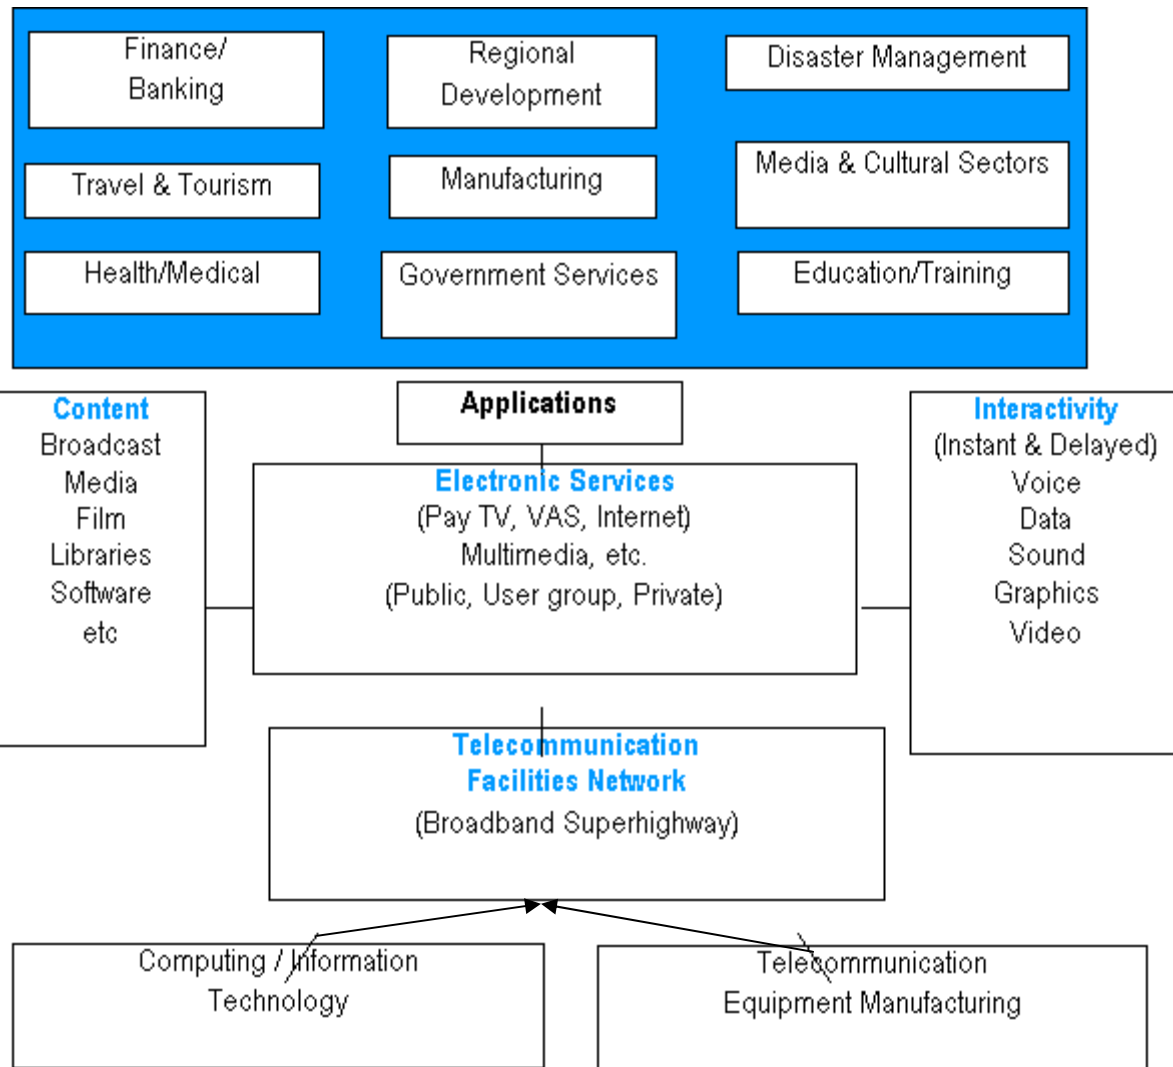 Finance/
Banking
Regional
Development
Disaster Management
Travel & Tourism
Manufacturing
Media & Cultural Sectors
Health/Medical
Government Services
Education/Training
Applications
Content
Broadcast
Media
Film
Libraries
Software
etc
Electronic Services
(Pay TV, VAS, Internet)
Multimedia, etc.
(Public, User group, Private)
Interactivity
(Instant & Delayed)
Voice
Data
Sound
Graphics
Video
Telecommunication
Facilities Network
(Broadband Superhighway)
Computing / Information
Technology
Telecommunication
Equipment Manufacturing